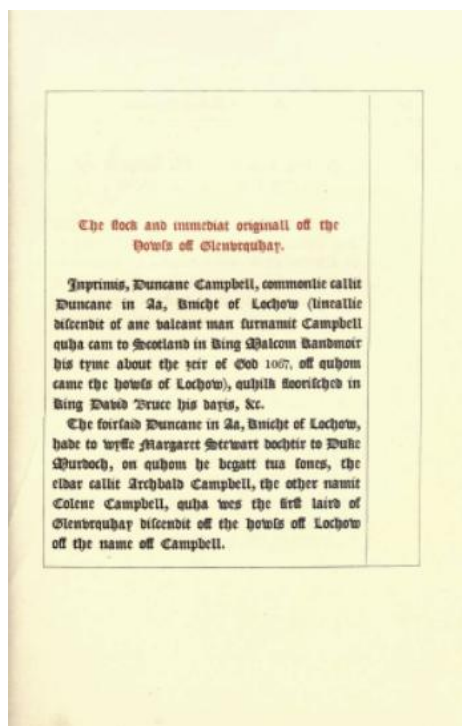 The stock and immediat originall off the
Howss off Glenvrquhay.
Inprimis, Duncane Campbell, commonlie callit
Duncane in Aa, Knicht of Lochow (lineallie
discendit of ane valeant man surnamit Campbell
quha cam to Scotland in King Malcom Kandmoir
his tyme about the zeir of God 1067, off quhom
came the howss of Lochow), quhilk floorisched in
King David Bruce his dayis, &c.
The foirsaid Duncane in Aa, Knicht of Lochow,
hade to wyffe Margaret Stewart dochtir to Duke
Murdoch, on quhom he begatt tua sones, the
eldar callit Archbald Campbell, the other namit
Colene Campbell, quha wes the first laird of
Glenvrquhay discendit off the howss off Lochow
off the name off Campbell.